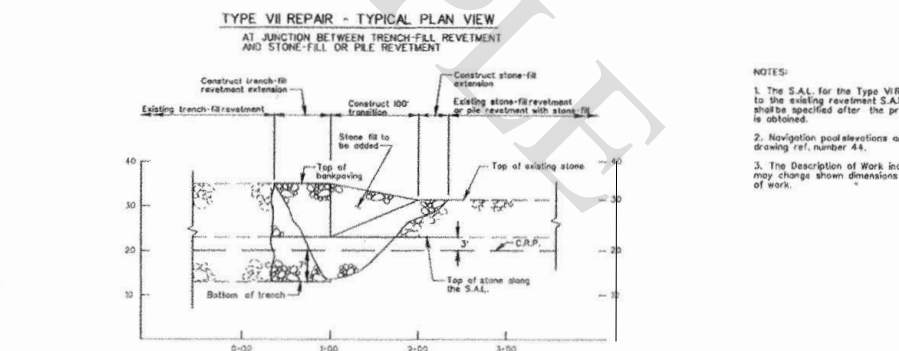 TYPE VII REPAIR - TYPICAL PLAN VIEW
AT JUNCTION BETWEEN TRENCH-FILL REVETMENT
AND STONE-FILL OR PILE REVETMENT
Construct trench-fill
revetment extension
Construct stone-fill
extension
Existing trench-fill revetment
Construct 100'
transition
Existing stone-fill revetment
or pile revetment with stone-fill
Stone fill to
be added
Top of
bankpaving
Top of existing stone
40
30
20
10
40
30
20
10
3'
C.R.P.
Bottom of trench
Top of stone along
the S.A.L.
0+00
1+00
2+00
3+00
NOTES:
1. The S.A.L. for the Type VII
to the existing revetment S.A.
shall be specified after the pr
is obtained.
2. Navigation pool elevations
drawing ref. number 44.
3. The Description of Work
may change shown dimensions
of work.
PLE